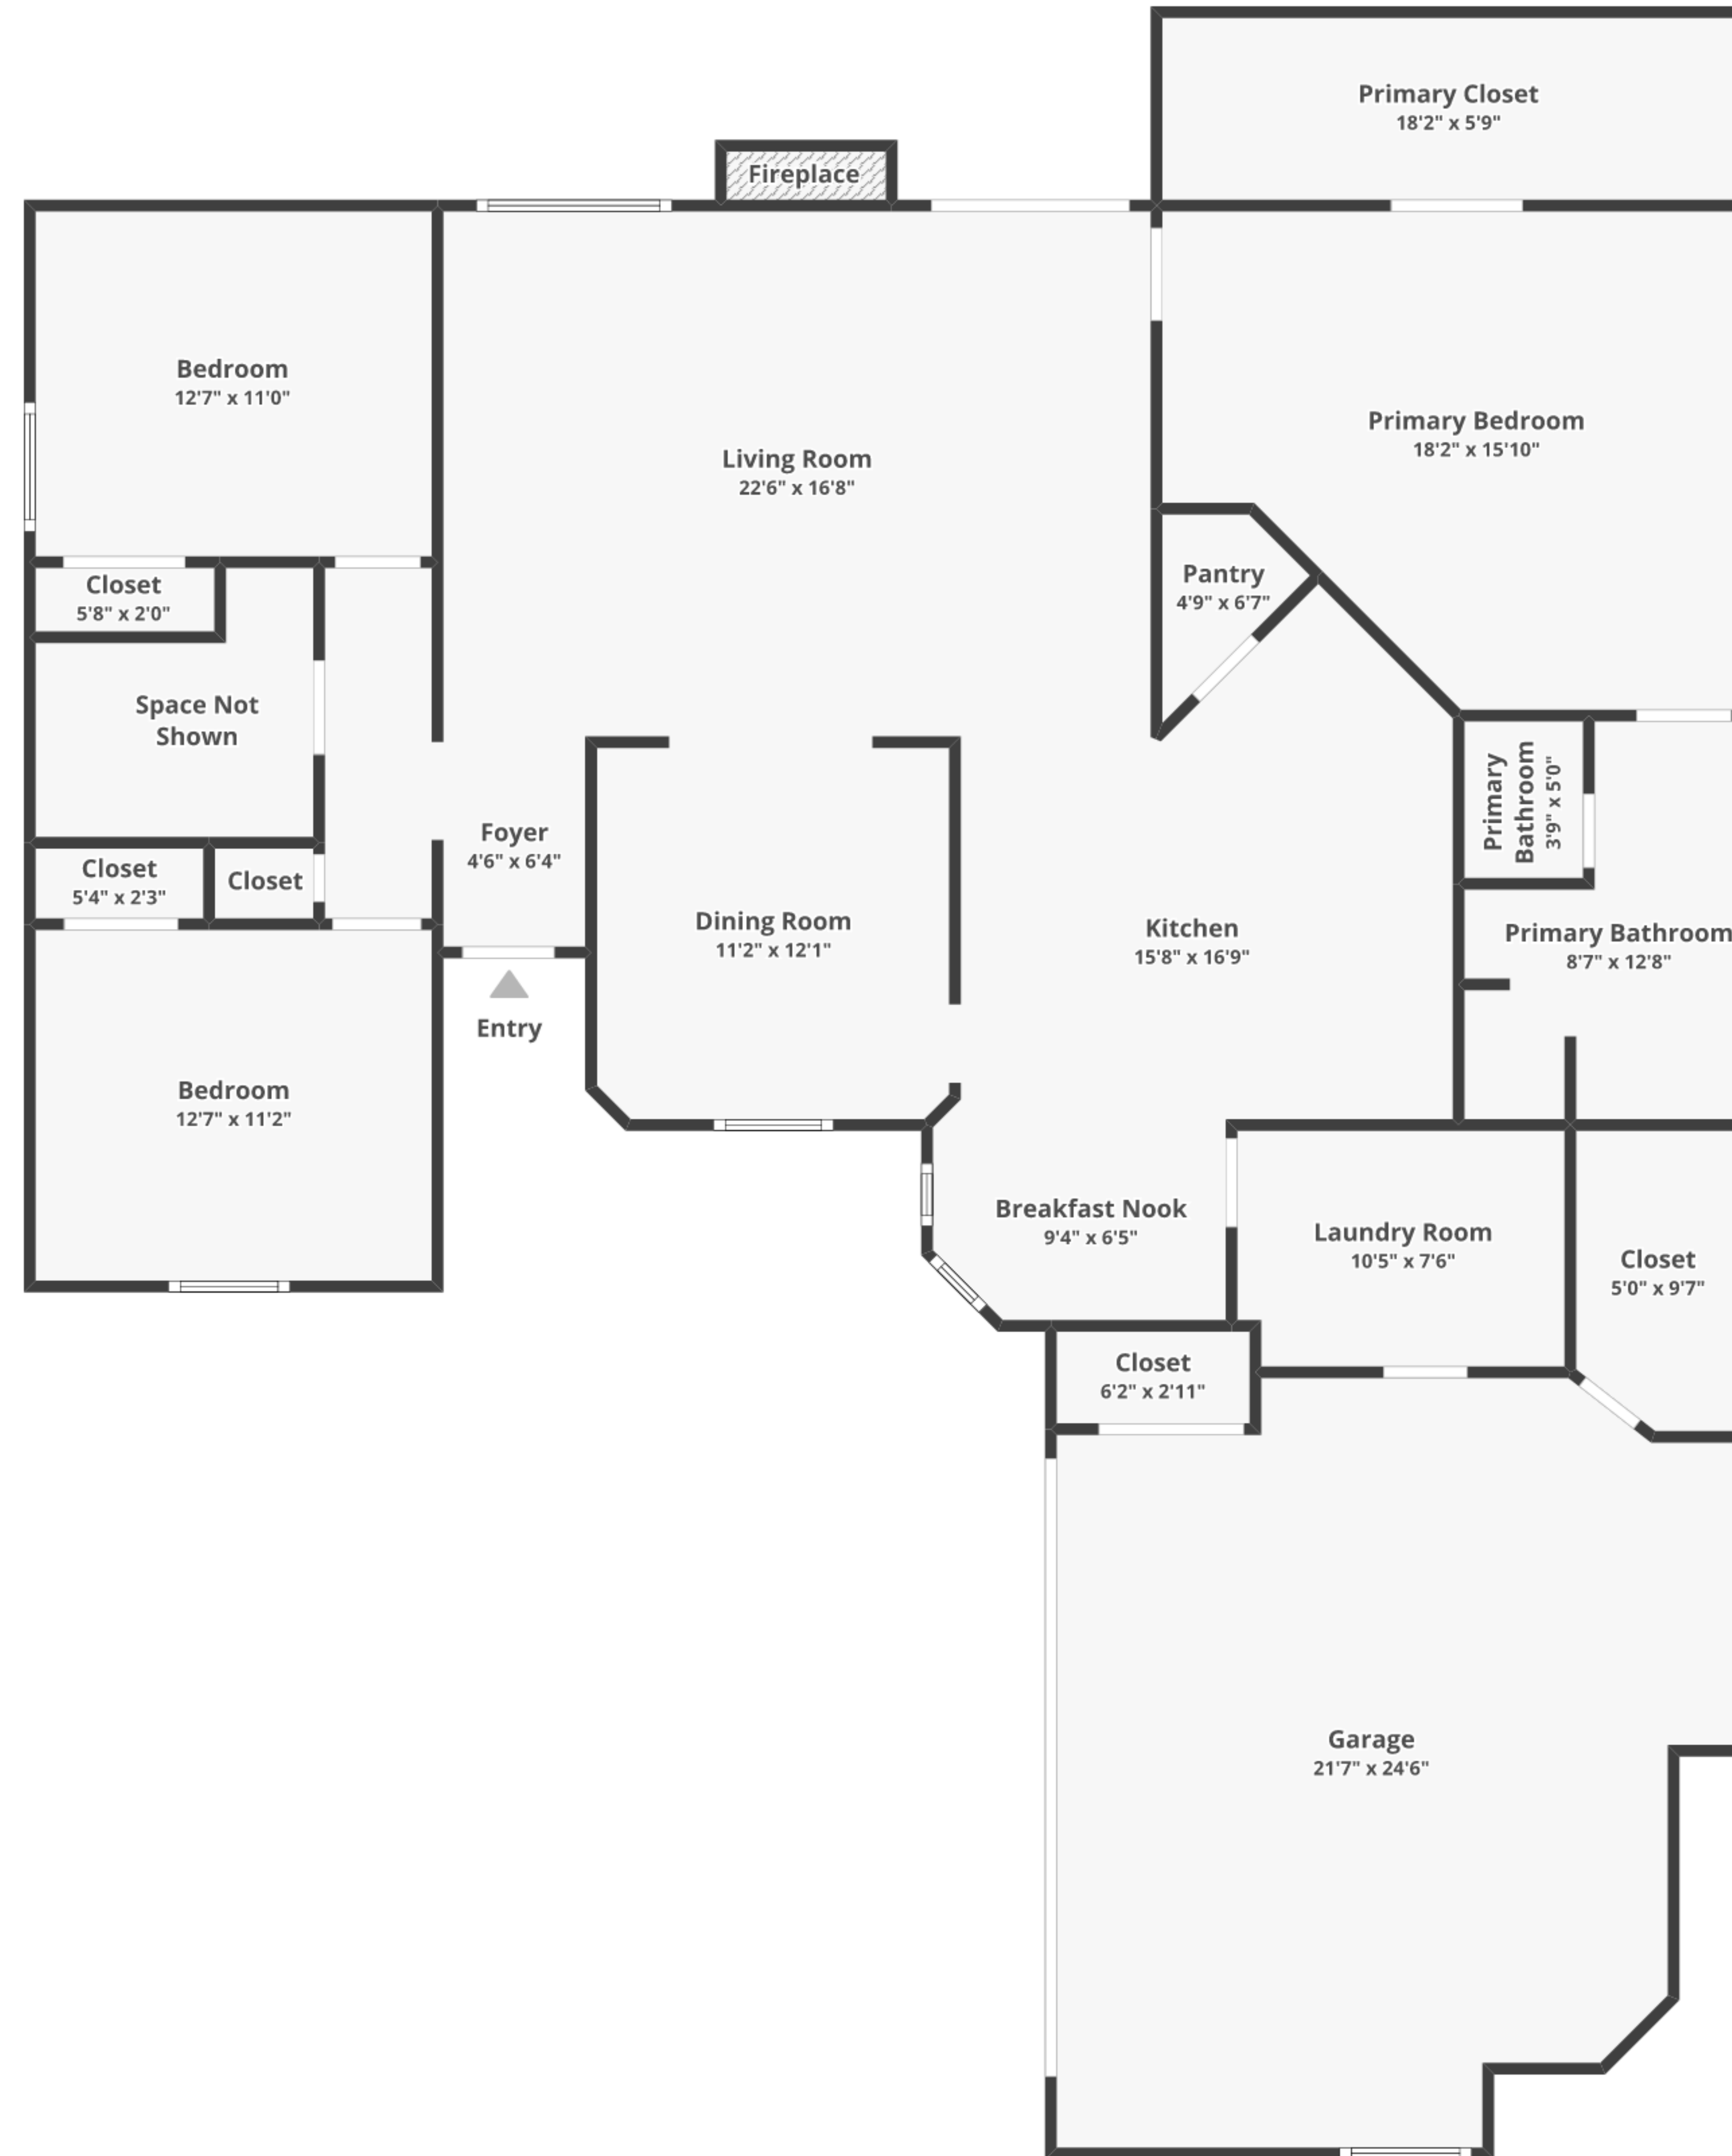 Primary Closet
18'2" x 5'9"
Fireplace
Bedroom
12'7" x 11'0"
Living Room
22'6" x 16'8"
Primary Bedroom
18'2" x 15'10"
Closet
5'8" x 2'0"
Pantry
4'9" x 6'7"
Space Not
Shown
Primary
Bathroom
3'9" x 5'0"
Foyer
4'6" x 6'4"
Closet
5'4" x 2'3"
Closet
Dining Room
11'2" x 12'1"
Kitchen
15'8" x 16'9"
Primary Bathroom
8'7" x 12'8"
Entry
Bedroom
12'7" x 11'2"
Breakfast Nook
9'4" x 6'5"
Laundry Room
10'5" x 7'6"
Closet
5'0" x 9'7"
Closet
6'2" x 2'11"
Garage
21'7" x 24'6"